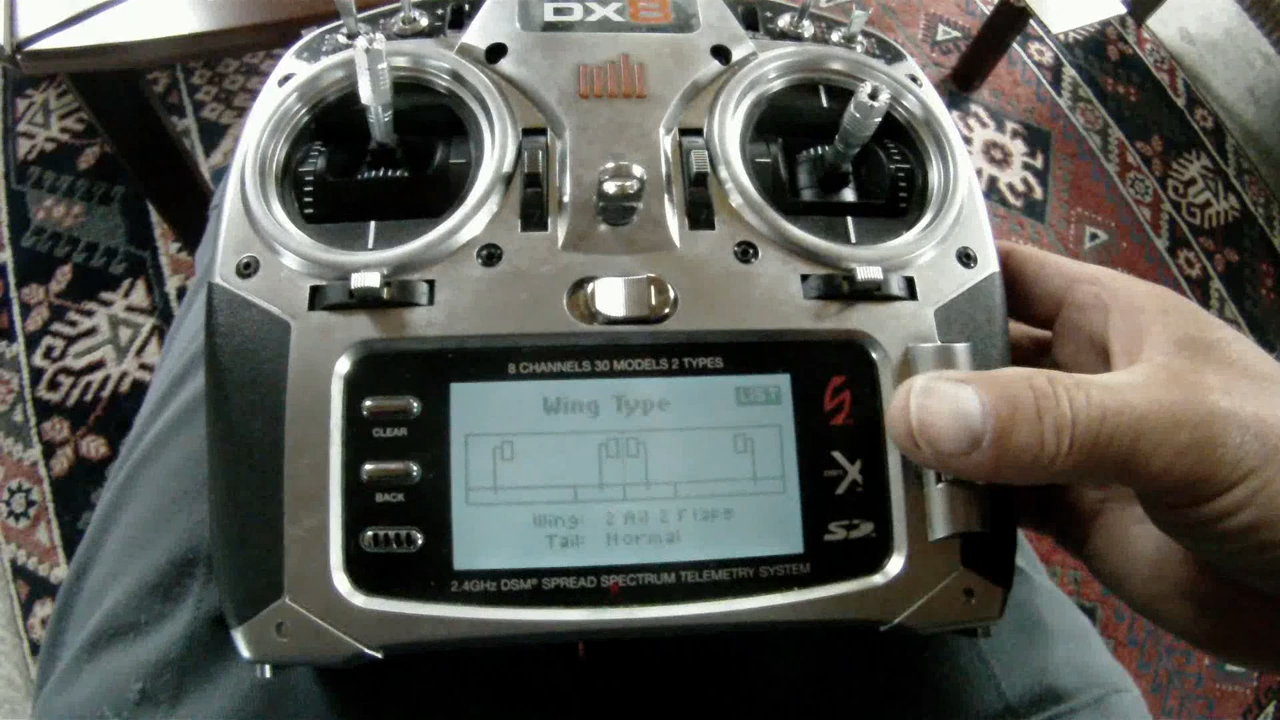 DX8
8 CHANNELS 30 MODELS 2 TYPES
Wing Type
LIST
CLEAR
BACK
Wing: 2 Ail 2 Flaps
Tail: Normal
X
SD
2.4GHz DSM® SPREAD SPECTRUM TELEMETRY SYSTEM